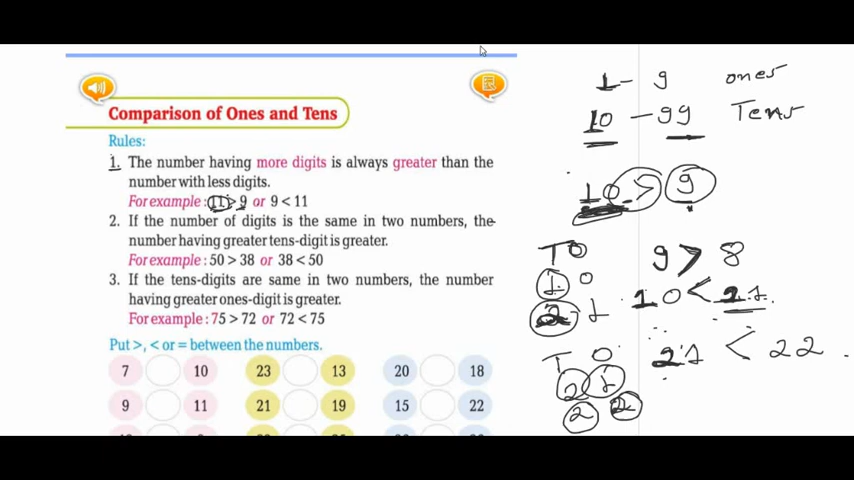 Comparison of Ones and Tens
Rules:
1. The number having more digits is always greater than the
number with less digits.
For example : 11 > 9 or 9 < 11
2. If the number of digits is the same in two numbers, the
number having greater tens-digit is greater.
For example : 50 > 38 or 38 < 50
3. If the tens-digits are same in two numbers, the number
having greater ones-digit is greater.
For example : 75 > 72 or 72 < 75
Put >, < or = between the numbers.
7 10 23 13 20 18
9 11 21 19 15 22
1 - 9 ones
10 - 99 Tens
10 > 9
TO 9 > 8
1 0 10 < 21
2 1
T O 21 < 22
2 1
2 2